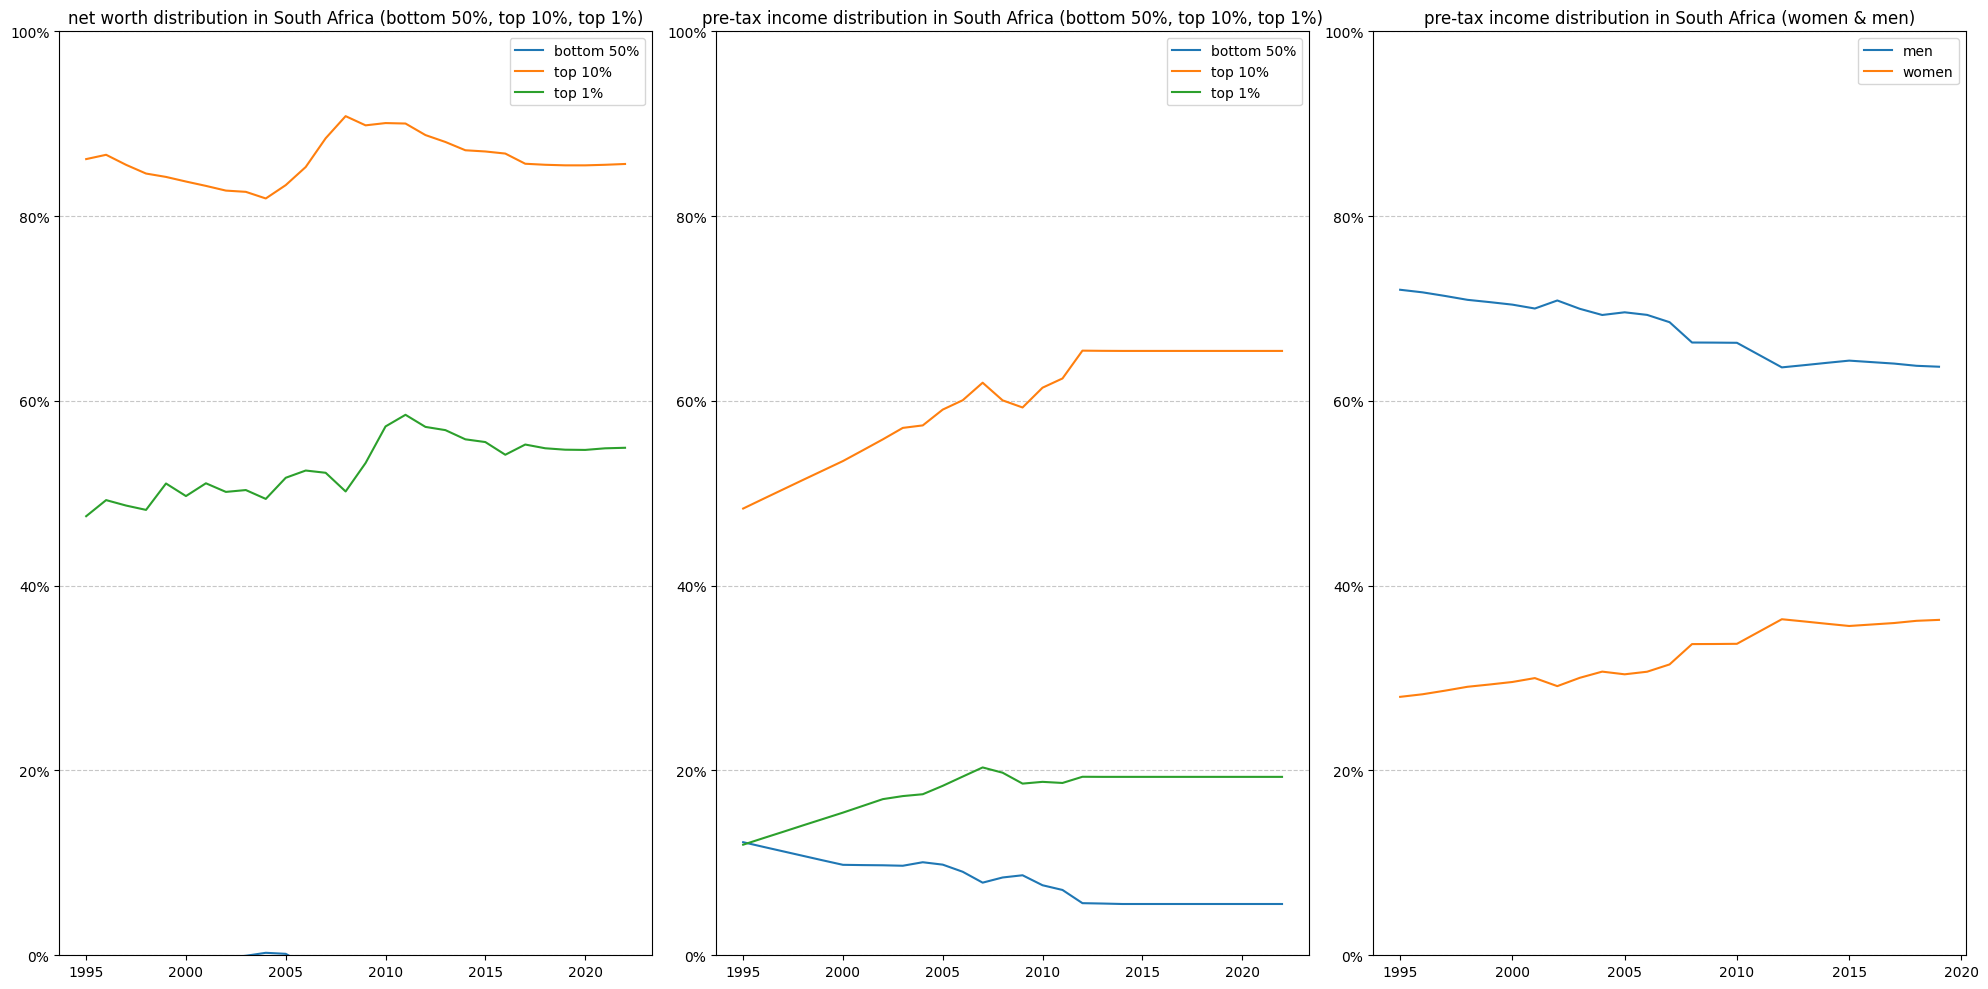 net worth distribution in South Africa (bottom 50%, top 10%, top 1%)
100%
80%
60%
40%
20%
0%
1995 2000 2005 2010 2015 2020
bottom 50%
top 10%
top 1%
pre-tax income distribution in South Africa (bottom 50%, top 10%, top 1%)
100%
80%
60%
40%
20%
0%
1995 2000 2005 2010 2015 2020
bottom 50%
top 10%
top 1%
pre-tax income distribution in South Africa (women & men)
100%
80%
60%
40%
20%
0%
1995 2000 2005 2010 2015 2020
men
women